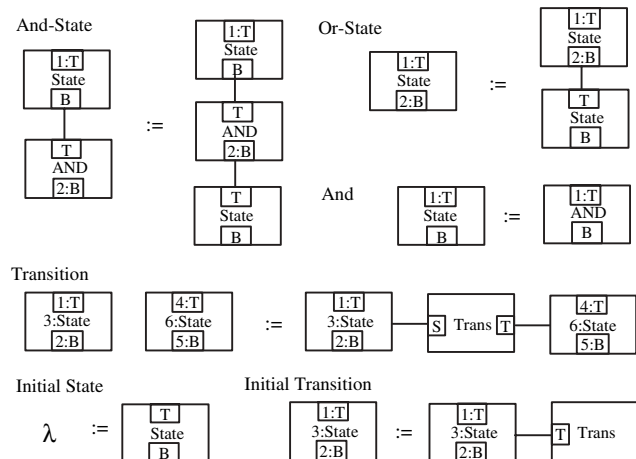 And-State
1:T
State
B
T
AND
2:B
:=
1:T
State
B
T
AND
2:B
T
State
B
Or-State
1:T
State
2:B
:=
1:T
State
2:B
T
State
B
And
1:T
State
B
:=
1:T
AND
B
Transition
1:T
3:State
2:B
4:T
6:State
5:B
:=
1:T
3:State
2:B
S Trans T
4:T
6:State
5:B
Initial State
λ :=
T
State
B
Initial Transition
1:T
3:State
2:B
:=
1:T
3:State
2:B
T Trans